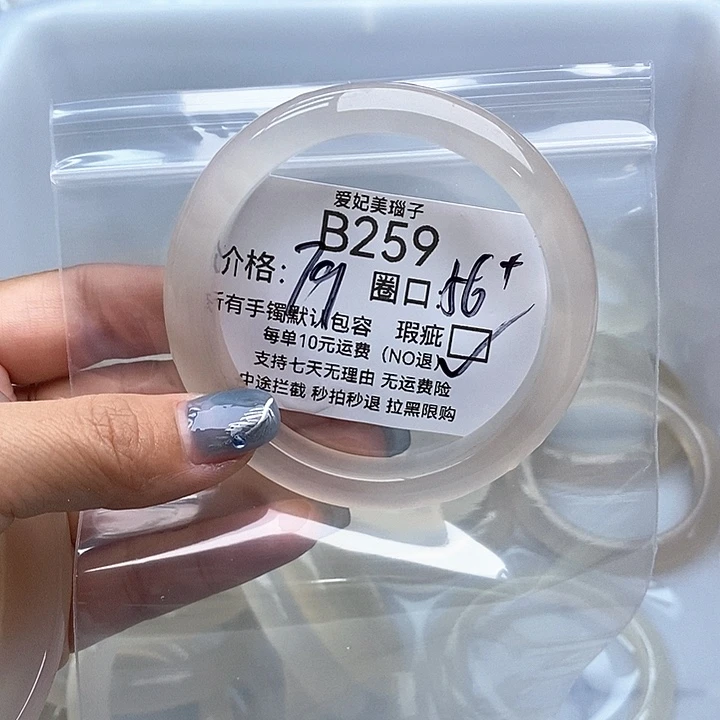 爱妃美瑙子
B259
介格：79 圈口：56+
所有手镯默认包容 瑕疵
每单10元运费（NO退）
支持七天无理由 无运费险
中途拦截 秒拍秒退 拉黑限购